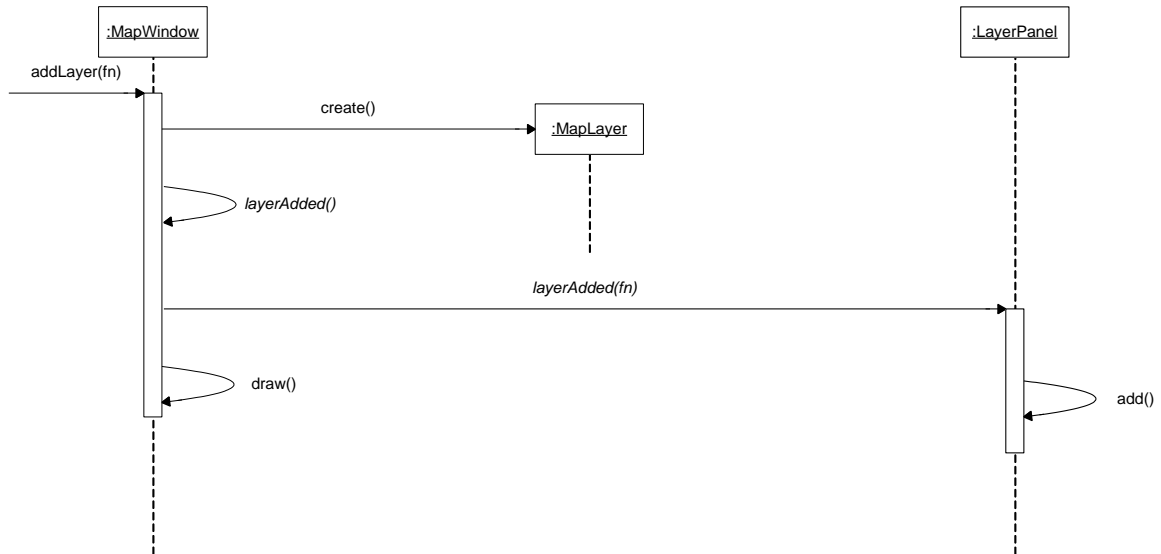 :MapWindow
:LayerPanel
addLayer(fn)
create()
:MapLayer
layerAdded()
layerAdded(fn)
draw()
add()